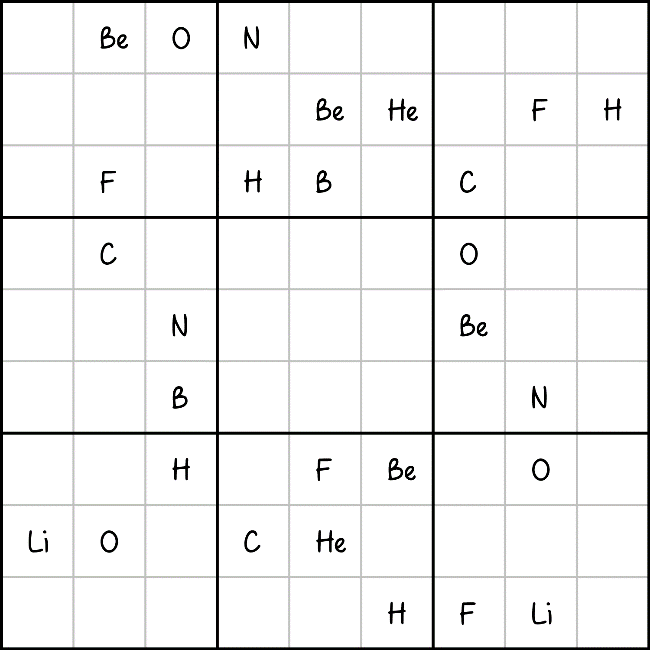 Be O N
Be He F H
F H B C
C O
N Be
B N
H F Be O
Li O C He
H F Li